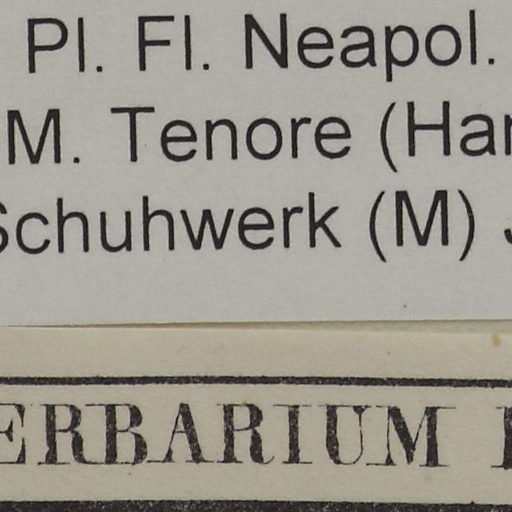 Pl. Fl. Neapol.
M. Tenore (Har
Schuhwerk (M)
ERBARIUM